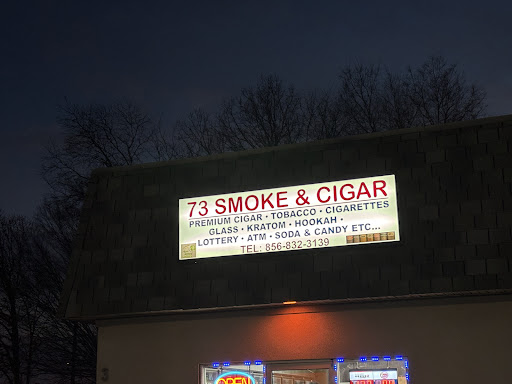 73 SMOKE & CIGAR
PREMIUM CIGAR • TOBACCO • CIGARETTES
GLASS • KRATOM • HOOKAH •
LOTTERY • ATM • SODA & CANDY ETC...
TEL: 856-832-3139
OPEN